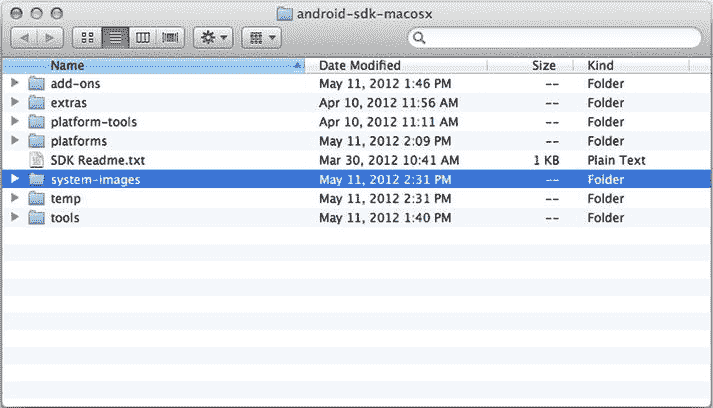 android-sdk-macosx
Name Date Modified Size Kind
add-ons May 11, 2012 1:46 PM -- Folder
extras Apr 10, 2012 11:56 AM -- Folder
platform-tools Apr 10, 2012 11:11 AM -- Folder
platforms May 11, 2012 2:09 PM -- Folder
SDK Readme.txt Mar 30, 2012 10:41 AM 1 KB Plain Text
system-images May 11, 2012 2:31 PM -- Folder
temp May 11, 2012 2:31 PM -- Folder
tools May 11, 2012 1:40 PM -- Folder